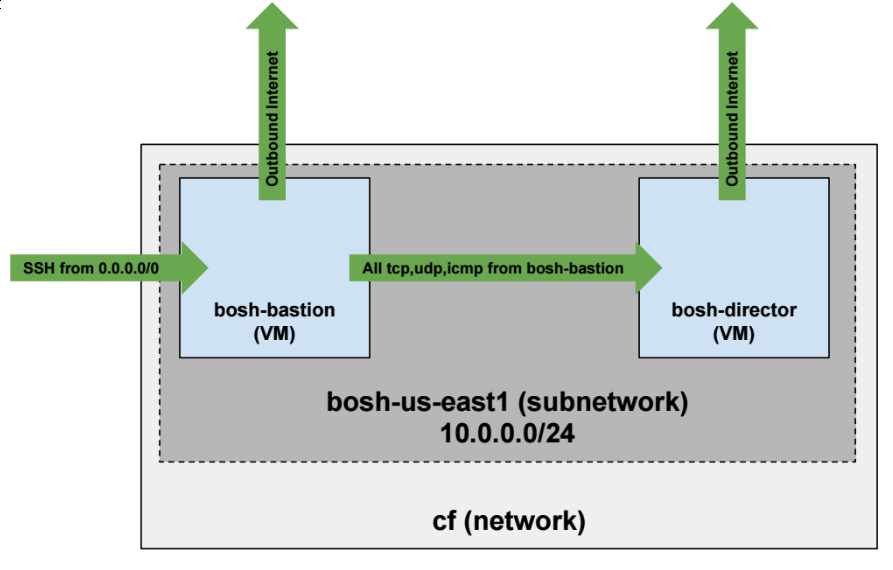 Outbound Internet
Outbound Internet
SSH from 0.0.0.0/0
All tcp,udp,icmp from bosh-bastion
bosh-bastion
(VM)
bosh-director
(VM)
bosh-us-east1 (subnetwork)
10.0.0.0/24
cf (network)